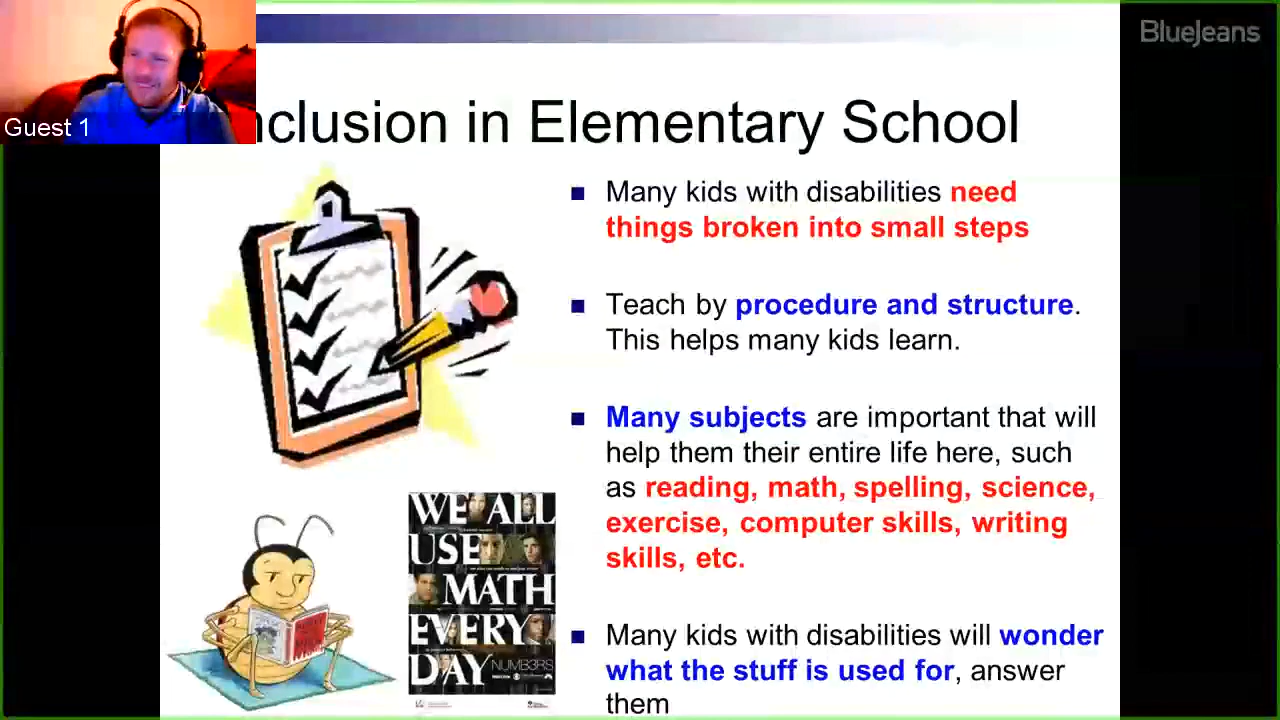 BlueJeans
Guest 1
nclusion in Elementary School
Many kids with disabilities need
things broken into small steps
Teach by procedure and structure.
This helps many kids learn.
Many subjects are important that will
help them their entire life here, such
as reading, math, spelling, science,
exercise, computer skills, writing
skills, etc.
Many kids with disabilities will wonder
what the stuff is used for, answer
them
WE ALL
USE
MATH
EVERY
DAY
NUMB3RS